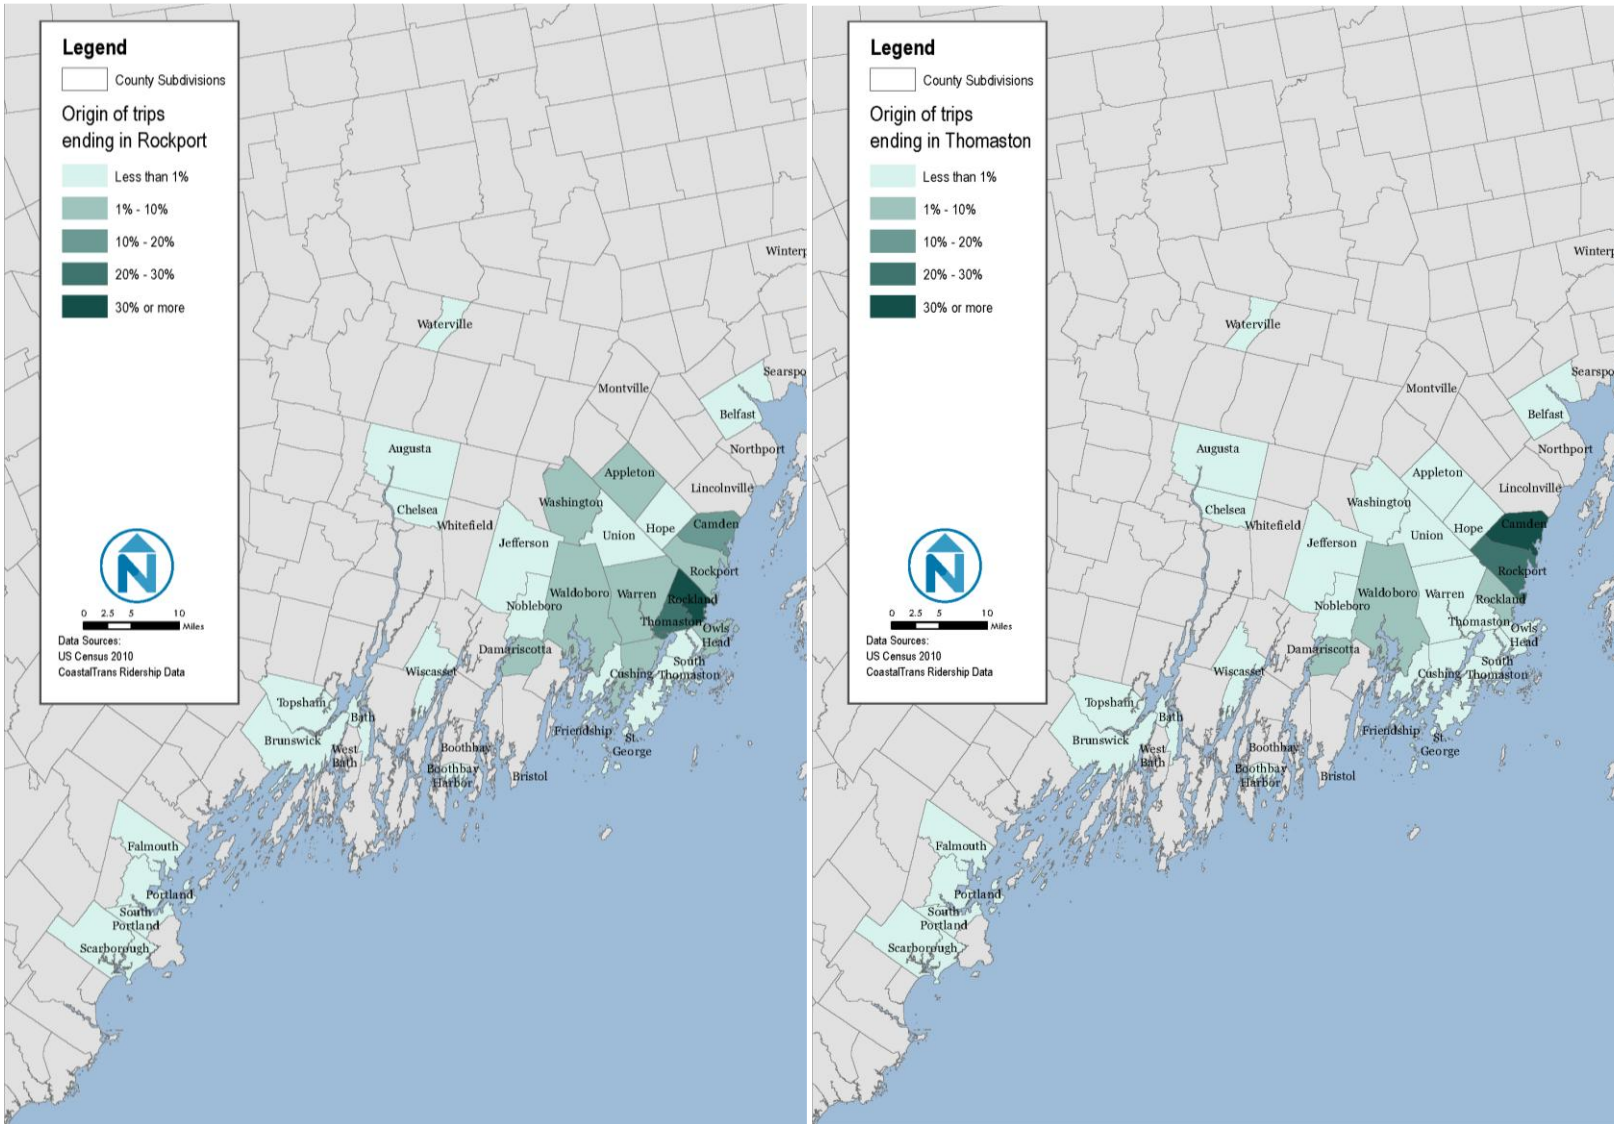 Legend
County Subdivisions
Origin of trips
ending in Rockport
Less than 1%
1% - 10%
10% - 20%
20% - 30%
30% or more
N
0 2.5 5 10
Miles
Data Sources:
US Census 2010
CoastalTrans Ridership Data
Winterp
Waterville
Searspo
Montville
Belfast
Augusta
Northport
Appleton
Lincolnville
Washington
Chelsea
Whitefield
Hope
Camden
Union
Jefferson
Rockport
Waldoboro
Warren
Rockland
Nobleboro
Thomaston
Owls
Head
Damariscotta
South
Thomaston
Wiscasset
Cushing
Topsham
Bath
Friendship
St.
George
Brunswick
West
Bath
Boothbay
Boothbay
Harbor
Bristol
Falmouth
Portland
South
Portland
Scarborough
Legend
County Subdivisions
Origin of trips
ending in Thomaston
Less than 1%
1% - 10%
10% - 20%
20% - 30%
30% or more
N
0 2.5 5 10
Miles
Data Sources:
US Census 2010
CoastalTrans Ridership Data
Winterp
Waterville
Searspo
Montville
Belfast
Augusta
Northport
Appleton
Lincolnville
Washington
Chelsea
Whitefield
Hope
Camden
Union
Jefferson
Rockport
Waldoboro
Warren
Rockland
Nobleboro
Thomaston
Owls
Head
Damariscotta
South
Thomaston
Wiscasset
Cushing
Topsham
Bath
Friendship
St.
George
Brunswick
West
Bath
Boothbay
Boothbay
Harbor
Bristol
Falmouth
Portland
South
Portland
Scarborough